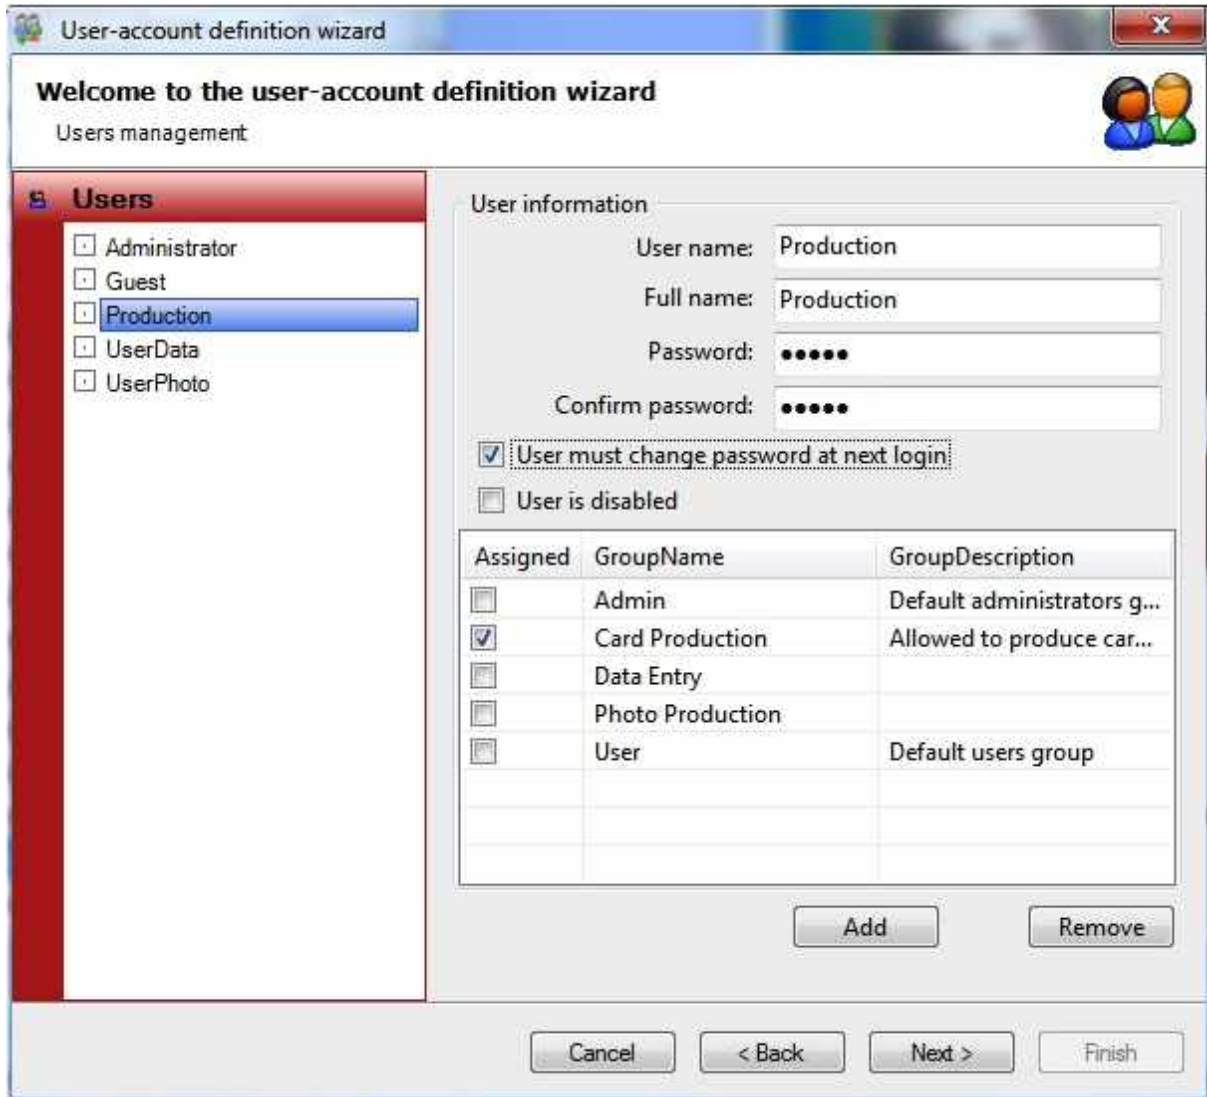 User-account definition wizard
Welcome to the user-account definition wizard
Users management
Users
Administrator
Guest
Production
UserData
UserPhoto
User information
User name: Production
Full name: Production
Password: •••••
Confirm password: •••••
User must change password at next login
User is disabled
Assigned GroupName GroupDescription
Admin Default administrators g...
Card Production Allowed to produce car...
Data Entry
Photo Production
User Default users group
Add Remove
Cancel < Back Next > Finish